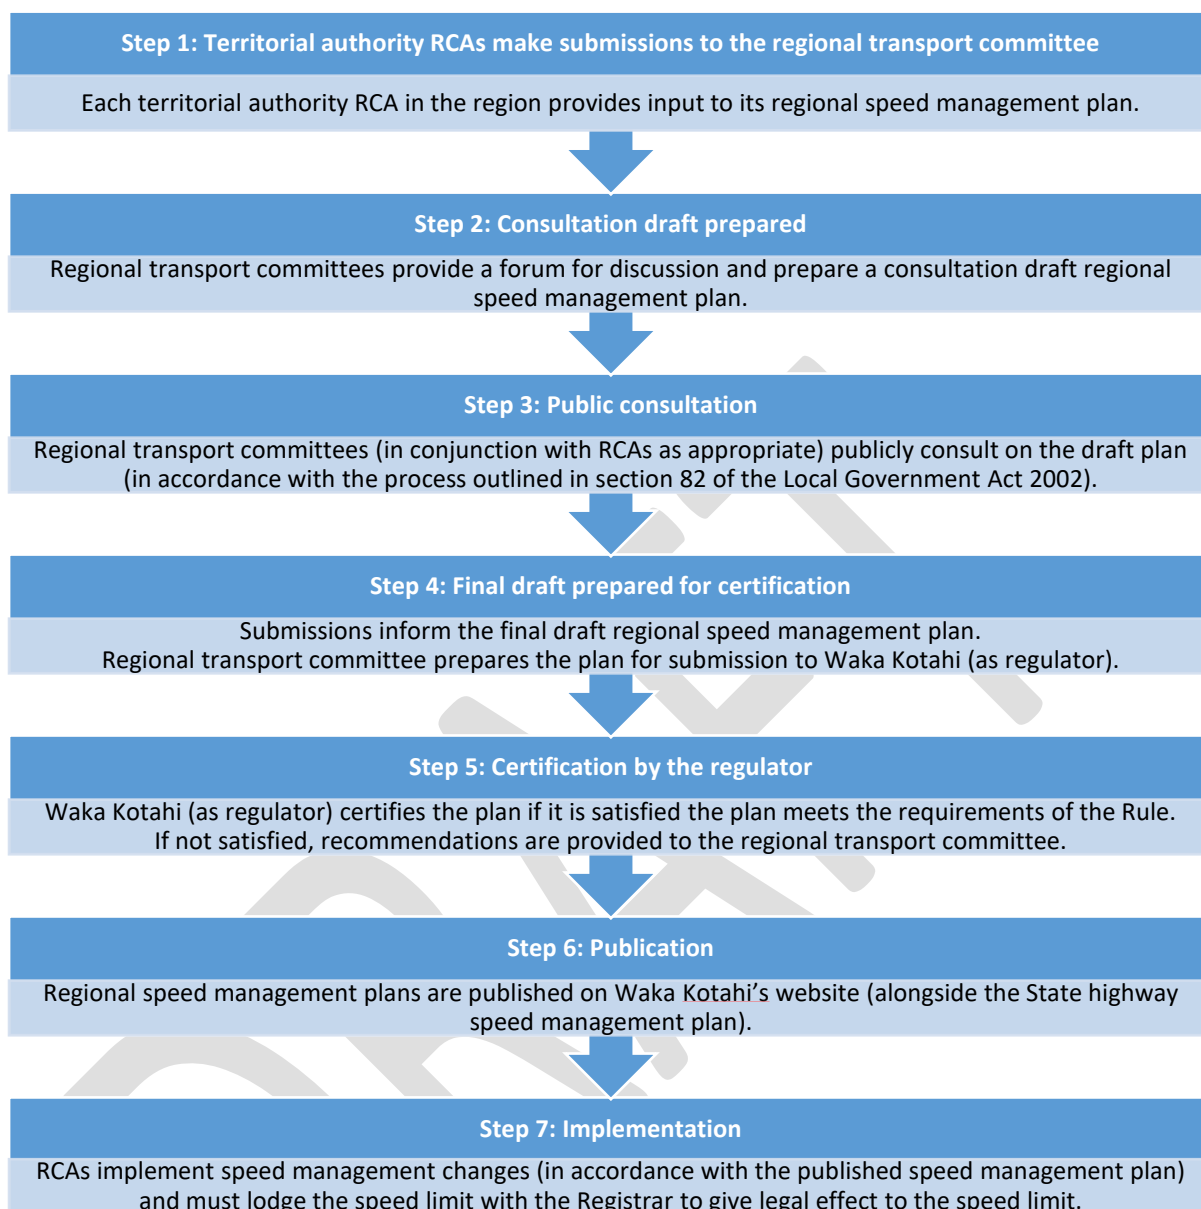 Step 1: Territorial authority RCAs make submissions to the regional transport committee
Each territorial authority RCA in the region provides input to its regional speed management plan.
Step 2: Consultation draft prepared
Regional transport committees provide a forum for discussion and prepare a consultation draft regional
speed management plan.
Step 3: Public consultation
Regional transport committees (in conjunction with RCAs as appropriate) publicly consult on the draft plan
(in accordance with the process outlined in section 82 of the Local Government Act 2002).
Step 4: Final draft prepared for certification
Submissions inform the final draft regional speed management plan.
Regional transport committee prepares the plan for submission to Waka Kotahi (as regulator).
Step 5: Certification by the regulator
Waka Kotahi (as regulator) certifies the plan if it is satisfied the plan meets the requirements of the Rule.
If not satisfied, recommendations are provided to the regional transport committee.
Step 6: Publication
Regional speed management plans are published on Waka Kotahi's website (alongside the State highway
speed management plan).
Step 7: Implementation
RCAs implement speed management changes (in accordance with the published speed management plan)
and must lodge the speed limit with the Registrar to give legal effect to the speed limit.
DRAFT